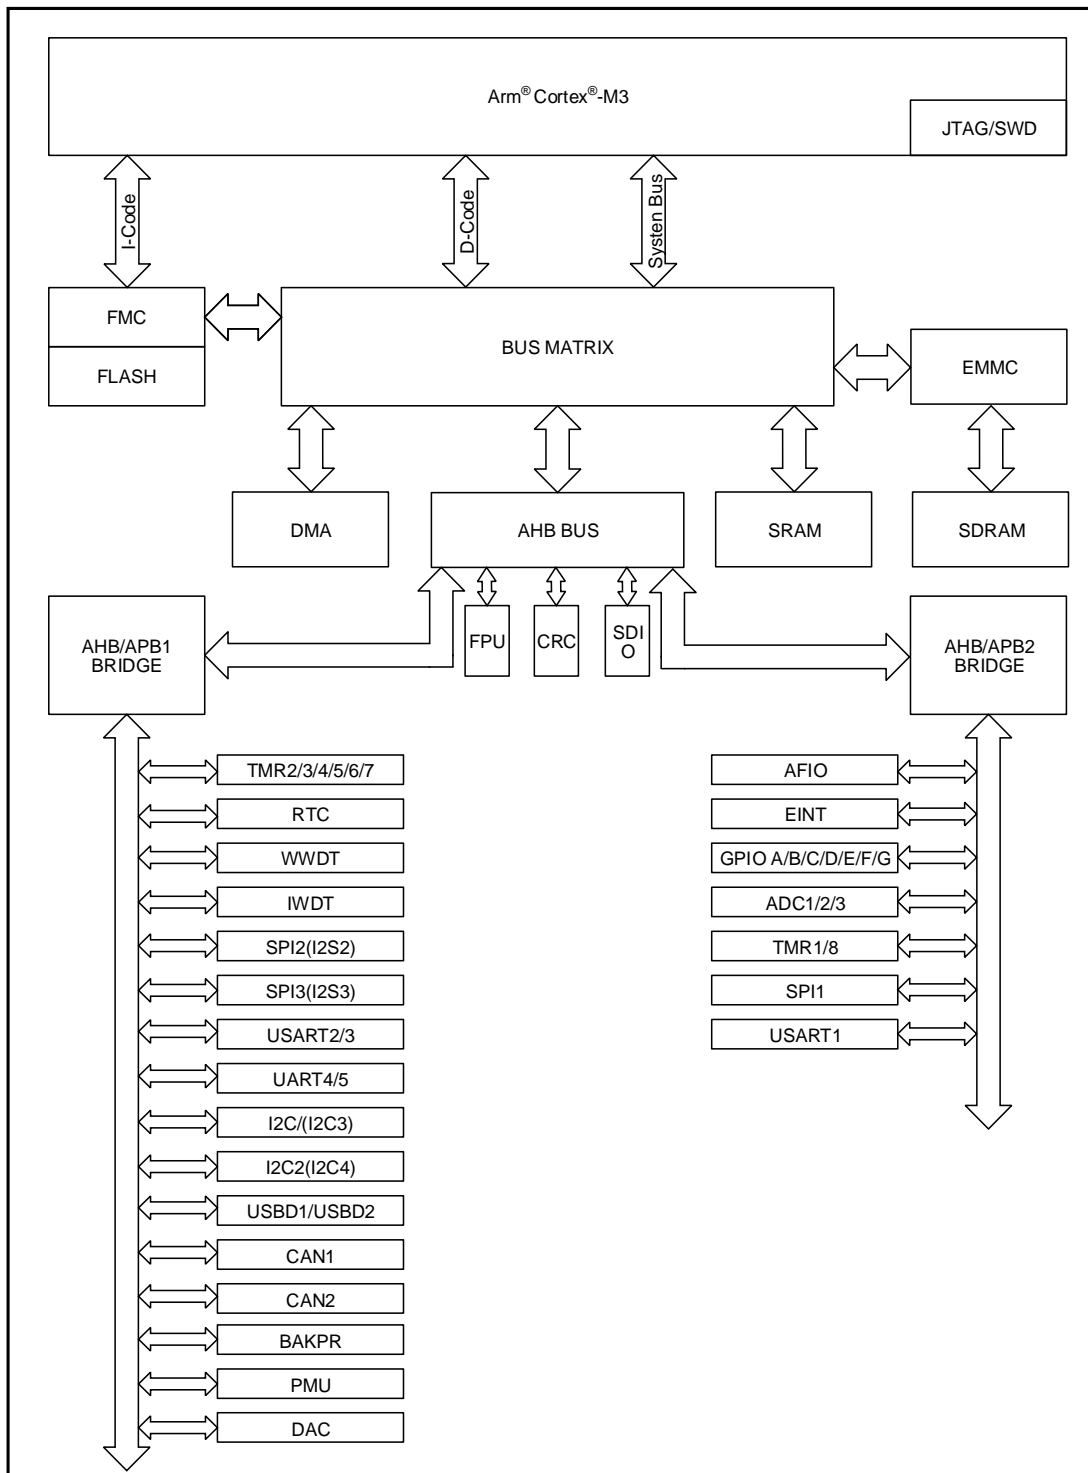 Arm® Cortex®-M3
JTAG/SWD
I-Code
D-Code
Systen Bus
FMC
FLASH
BUS MATRIX
EMMC
DMA
AHB BUS
SRAM
SDRAM
AHB/APB1
BRIDGE
FPU
CRC
SDI
O
AHB/APB2
BRIDGE
TMR2/3/4/5/6/7
RTC
WWDT
IWDT
SPI2(I2S2)
SPI3(I2S3)
USART2/3
UART4/5
I2C/(I2C3)
I2C2(I2C4)
USBD1/USBD2
CAN1
CAN2
BAKPR
PMU
DAC
AFIO
EINT
GPIO A/B/C/D/E/F/G
ADC1/2/3
TMR1/8
SPI1
USART1